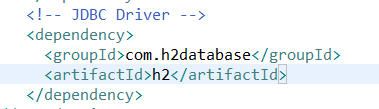 <!-- JDBC Driver -->
<dependency>
<groupId>com.h2database</groupId>
<artifactId>h2</artifactId>
</dependency>